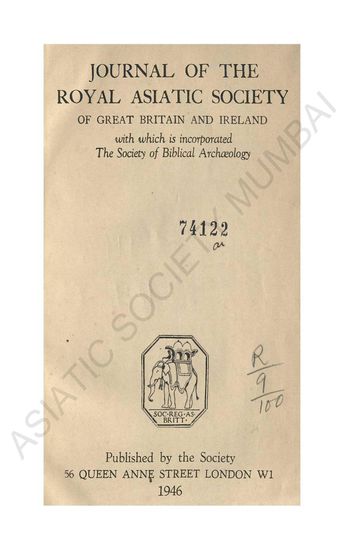 JOURNAL OF THE
ROYAL ASIATIC SOCIETY
OF GREAT BRITAIN AND IRELAND
with which is incorporated
The Society of Biblical Archæology
74122
SOC·REG·AS·
BRITT·
R
9
100
Published by the Society
56 QUEEN ANNE STREET LONDON W1
1946
ASIATIC SOCIETY MUMBAI